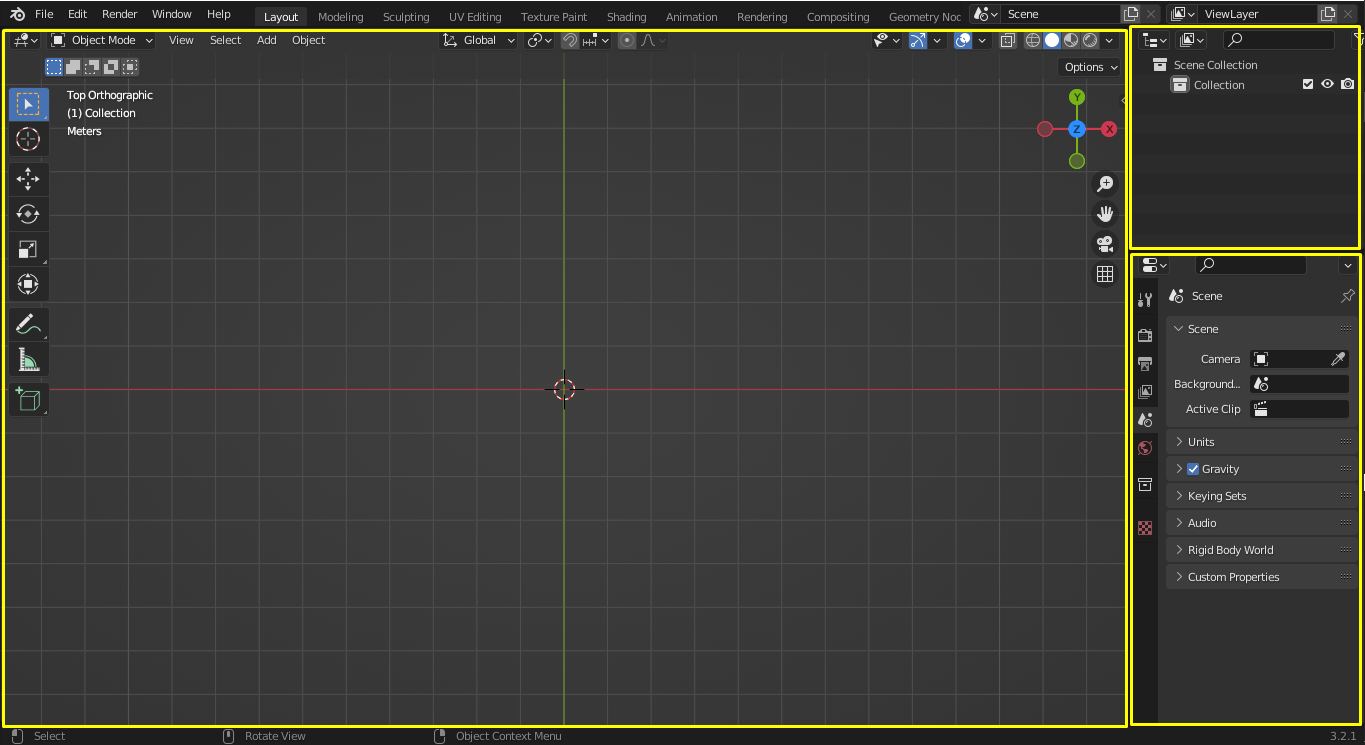 File Edit Render Window Help Layout Modeling Sculpting UV Editing Texture Paint Shading Animation Rendering Compositing Geometry Noc Scene ViewLayer
Object Mode View Select Add Object Global
Options
Top Orthographic
(1) Collection
Meters
Y
Z X
Scene Collection
Collection
Scene
Scene
Camera
Background...
Active Clip
Units
Gravity
Keying Sets
Audio
Rigid Body World
Custom Properties
Select Rotate View Object Context Menu 3.2.1